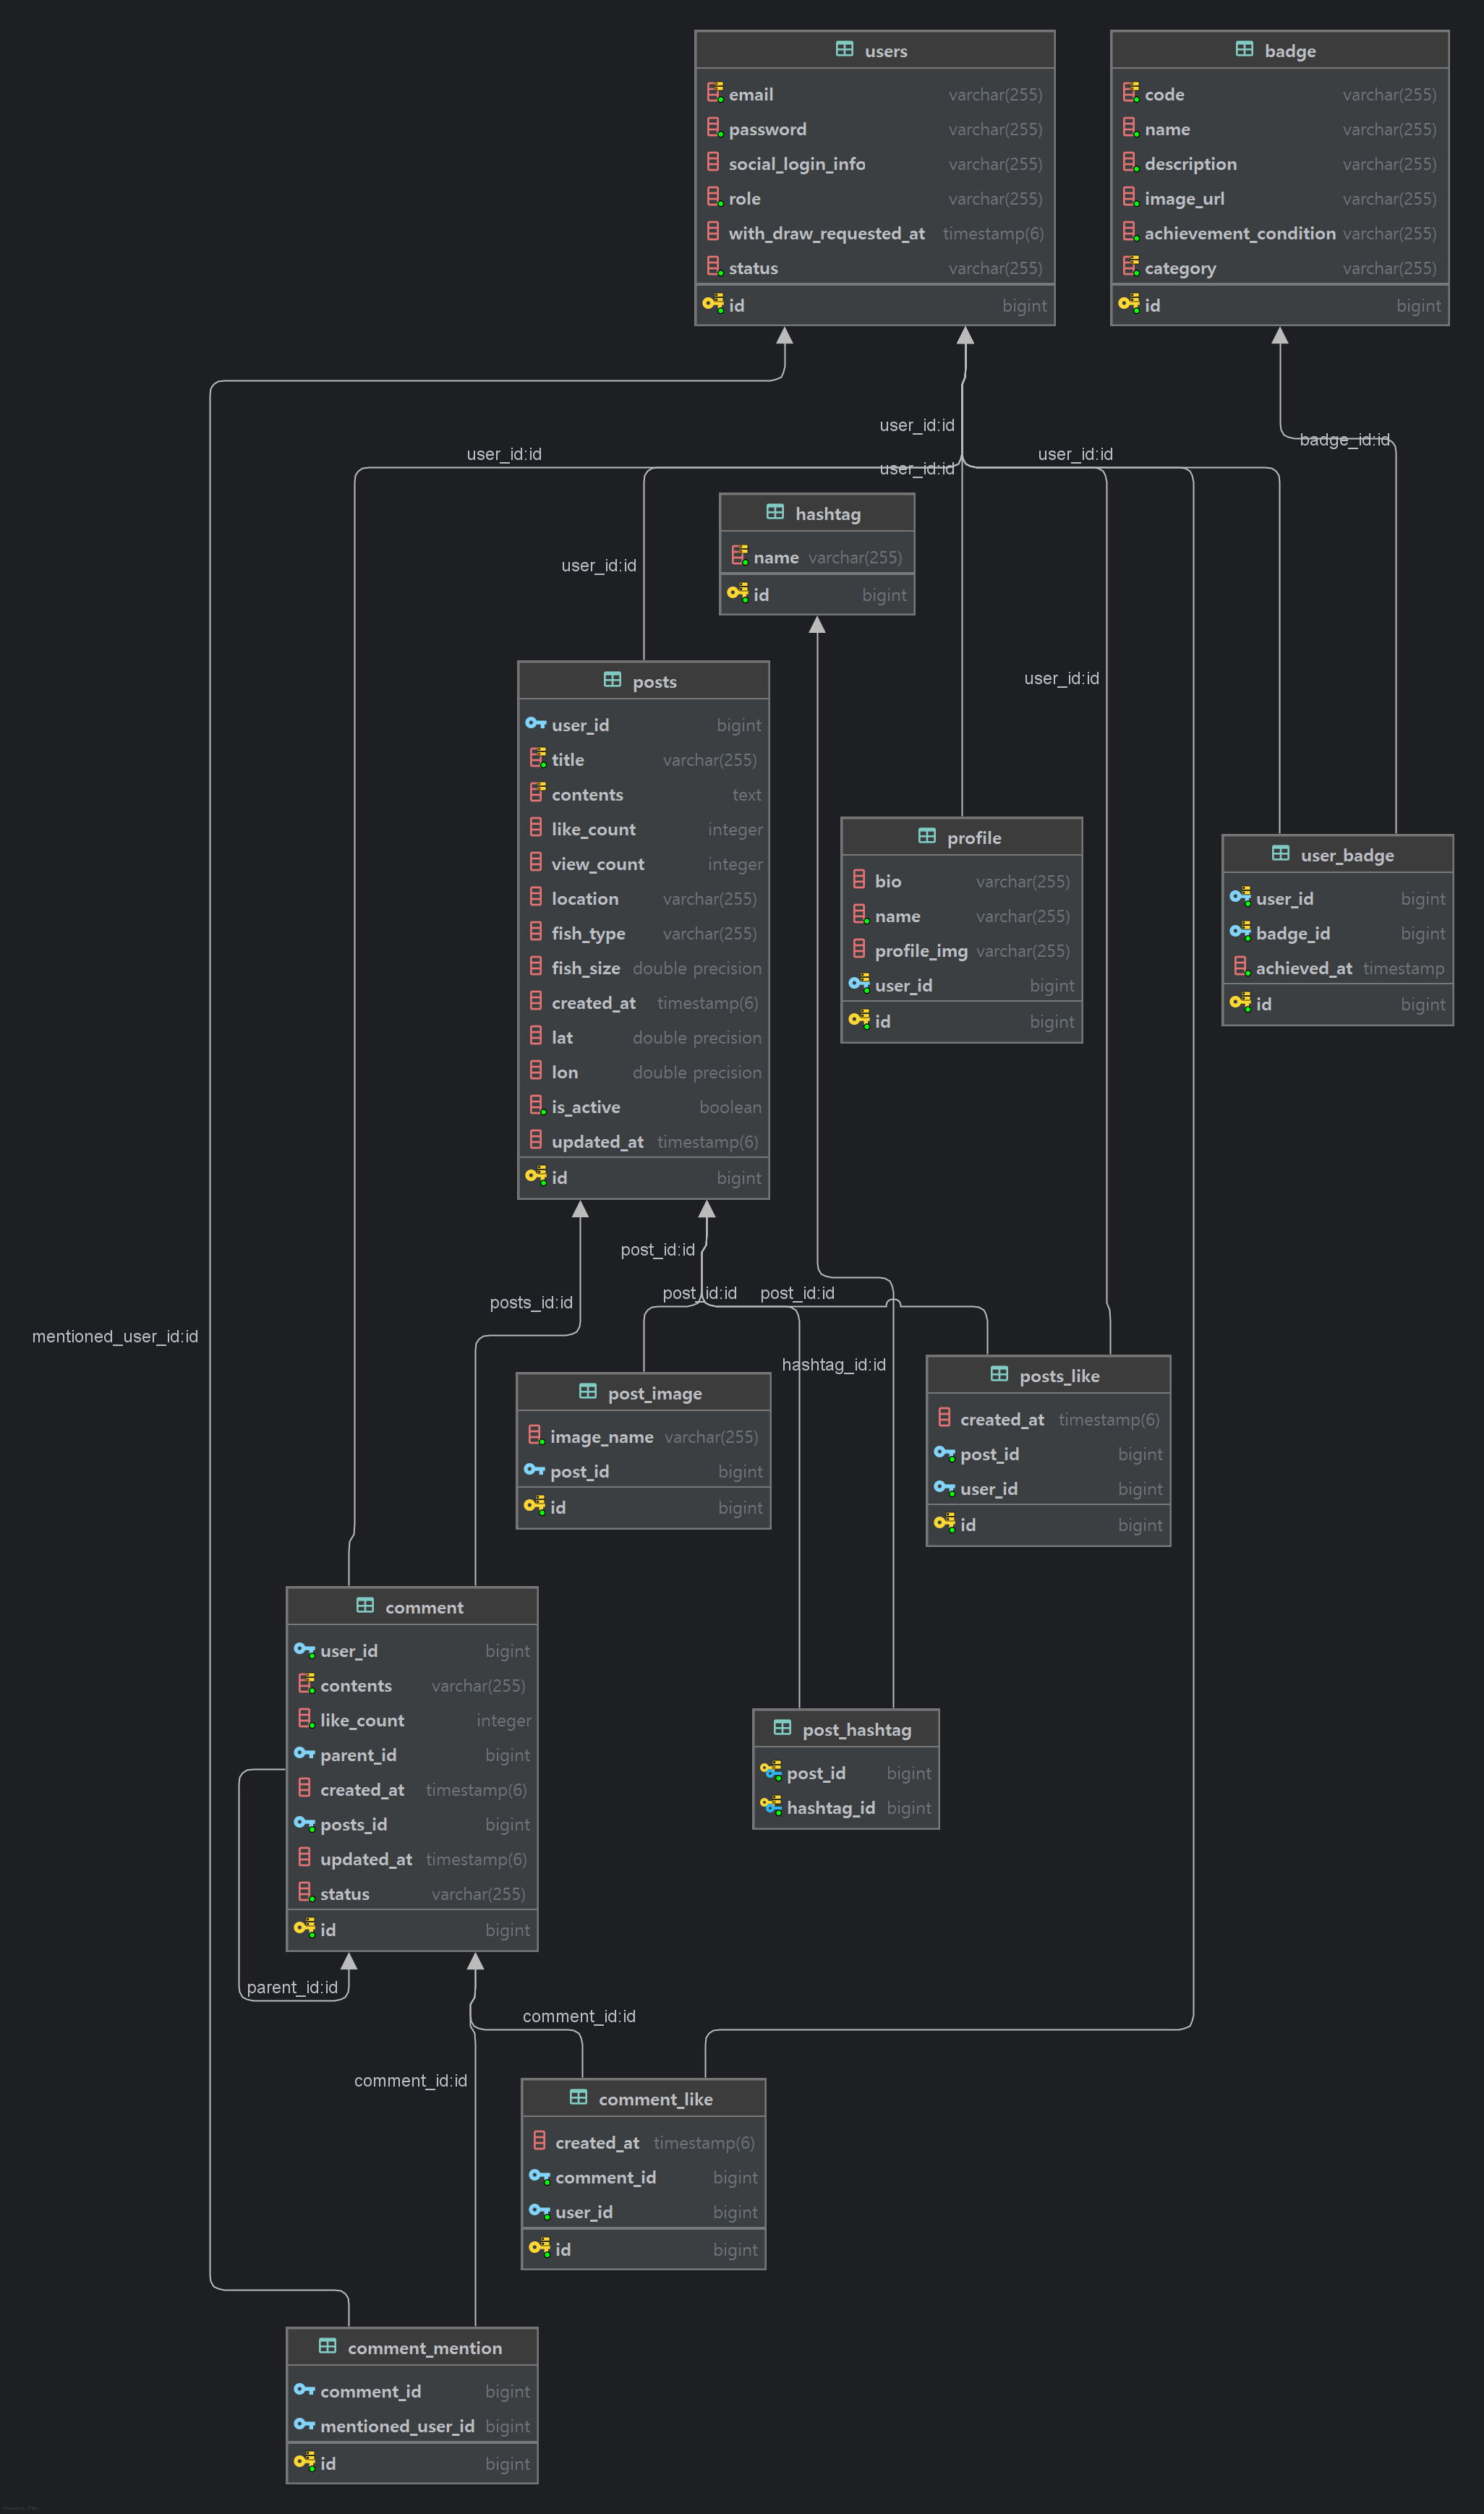 users
email varchar(255)
password varchar(255)
social_login_info varchar(255)
role varchar(255)
with_draw_requested_at timestamp(6)
status varchar(255)
id bigint
badge
code varchar(255)
name varchar(255)
description varchar(255)
image_url varchar(255)
achievement_condition varchar(255)
category varchar(255)
id bigint
user_id:id
badge_id:id
user_id:id
user_id:id
user_id:id
hashtag
name varchar(255)
id bigint
user_id:id
user_id:id
posts
user_id bigint
title varchar(255)
contents text
like_count integer
view_count integer
location varchar(255)
fish_type varchar(255)
fish_size double precision
created_at timestamp(6)
lat double precision
lon double precision
is_active boolean
updated_at timestamp(6)
id bigint
profile
bio varchar(255)
name varchar(255)
profile_img varchar(255)
user_id bigint
id bigint
user_badge
user_id bigint
badge_id bigint
achieved_at timestamp
id bigint
post_id:id
post_id:id
post_id:id
posts_id:id
mentioned_user_id:id
hashtag_id:id
post_image
image_name varchar(255)
post_id bigint
id bigint
posts_like
created_at timestamp(6)
post_id bigint
user_id bigint
id bigint
comment
user_id bigint
contents varchar(255)
like_count integer
parent_id bigint
created_at timestamp(6)
posts_id bigint
updated_at timestamp(6)
status varchar(255)
id bigint
post_hashtag
post_id bigint
hashtag_id bigint
parent_id:id
comment_id:id
comment_id:id
comment_like
created_at timestamp(6)
comment_id bigint
user_id bigint
id bigint
comment_mention
comment_id bigint
mentioned_user_id bigint
id bigint